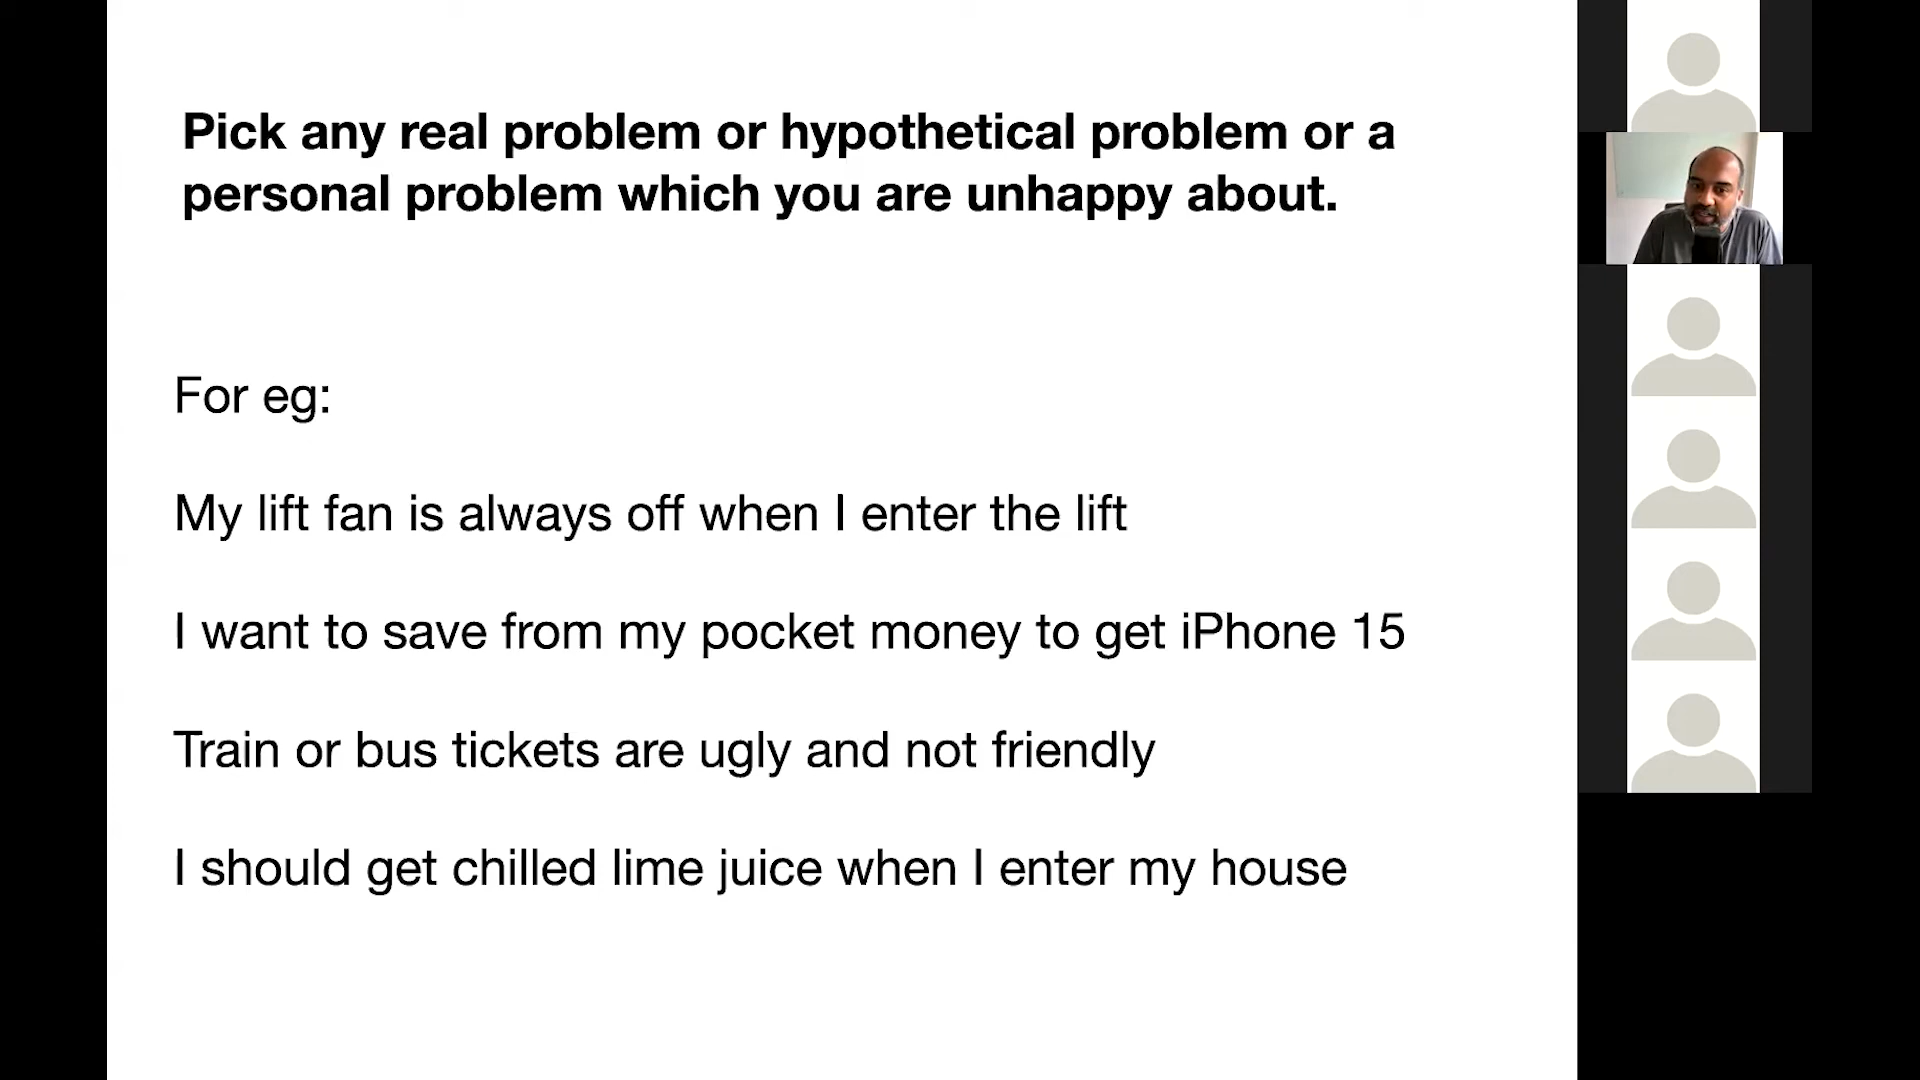 Pick any real problem or hypothetical problem or a
personal problem which you are unhappy about.
For eg:
My lift fan is always off when I enter the lift
I want to save from my pocket money to get iPhone 15
Train or bus tickets are ugly and not friendly
I should get chilled lime juice when I enter my house